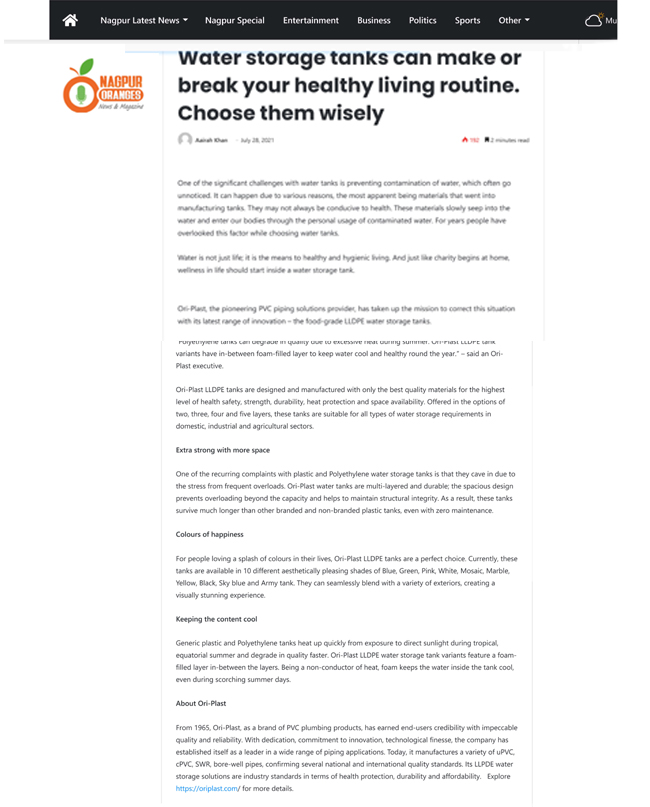 Nagpur Latest News Nagpur Special Entertainment Business Politics Sports Other Mu
NAGPUR
ORANGES
News & Magazine
Water storage tanks can make or
break your healthy living routine.
Choose them wisely
Aairah Khan July 28, 2021 192 2 minutes read
One of the significant challenges with water tanks is preventing contamination of water, which often go
unnoticed. It can happen due to various reasons, the most apparent being materials that went into
manufacturing tanks. They may not always be conducive to health. These materials slowly seep into the
water and enter our bodies through the personal usage of contaminated water. For years people have
overlooked this factor while choosing water tanks.
Water is not just life; it is the means to healthy and hygienic living. And just like charity begins at home,
wellness in life should start inside a water storage tank.
Ori-Plast, the pioneering PVC piping solutions provider, has taken up the mission to correct this situation
with its latest range of innovation – the food-grade LLDPE water storage tanks.
"Polyethylene tanks can degrade in quality due to excessive heat during summer. Ori-Plast LLDPE tank
variants have in-between foam-filled layer to keep water cool and healthy round the year." – said an Ori-
Plast executive.
Ori-Plast LLDPE tanks are designed and manufactured with only the best quality materials for the highest
level of health safety, strength, durability, heat protection and space availability. Offered in the options of
two, three, four and five layers, these tanks are suitable for all types of water storage requirements in
domestic, industrial and agricultural sectors.
Extra strong with more space
One of the recurring complaints with plastic and Polyethylene water storage tanks is that they cave in due to
the stress from frequent overloads. Ori-Plast water tanks are multi-layered and durable; the spacious design
prevents overloading beyond the capacity and helps to maintain structural integrity. As a result, these tanks
survive much longer than other branded and non-branded plastic tanks, even with zero maintenance.
Colours of happiness
For people loving a splash of colours in their lives, Ori-Plast LLDPE tanks are a perfect choice. Currently, these
tanks are available in 10 different aesthetically pleasing shades of Blue, Green, Pink, White, Mosaic, Marble,
Yellow, Black, Sky blue and Army tank. They can seamlessly blend with a variety of exteriors, creating a
visually stunning experience.
Keeping the content cool
Generic plastic and Polyethylene tanks heat up quickly from exposure to direct sunlight during tropical,
equatorial summer and degrade in quality faster. Ori-Plast LLDPE water storage tank variants feature a foam-
filled layer in-between the layers. Being a non-conductor of heat, foam keeps the water inside the tank cool,
even during scorching summer days.
About Ori-Plast
From 1965, Ori-Plast, as a brand of PVC plumbing products, has earned end-users credibility with impeccable
quality and reliability. With dedication, commitment to innovation, technological finesse, the company has
established itself as a leader in a wide range of piping applications. Today, it manufactures a variety of uPVC,
cPVC, SWR, bore-well pipes, confirming several national and international quality standards. Its LLPDE water
storage solutions are industry standards in terms of health protection, durability and affordability. Explore
https://oriplast.com/ for more details.